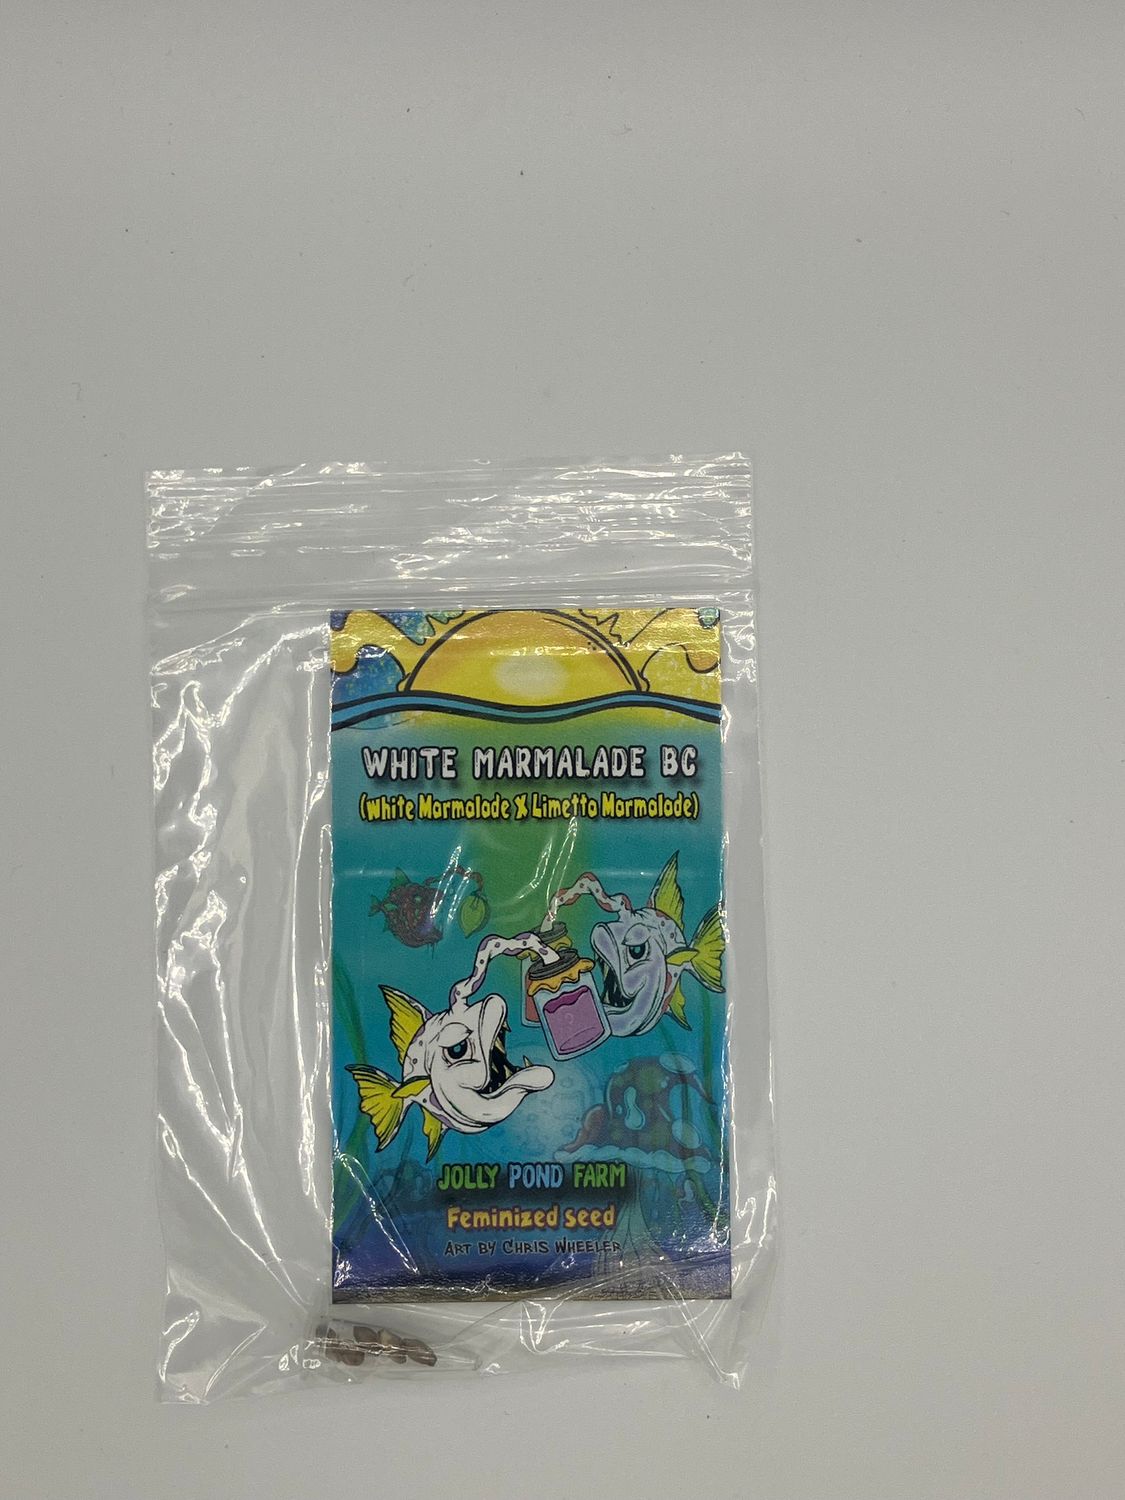 WHITE MARMALADE BC
(White Marmalade X Limetto Marmalade)
JOLLY POND FARM
Feminized seed
ART BY CHRIS WHEELER